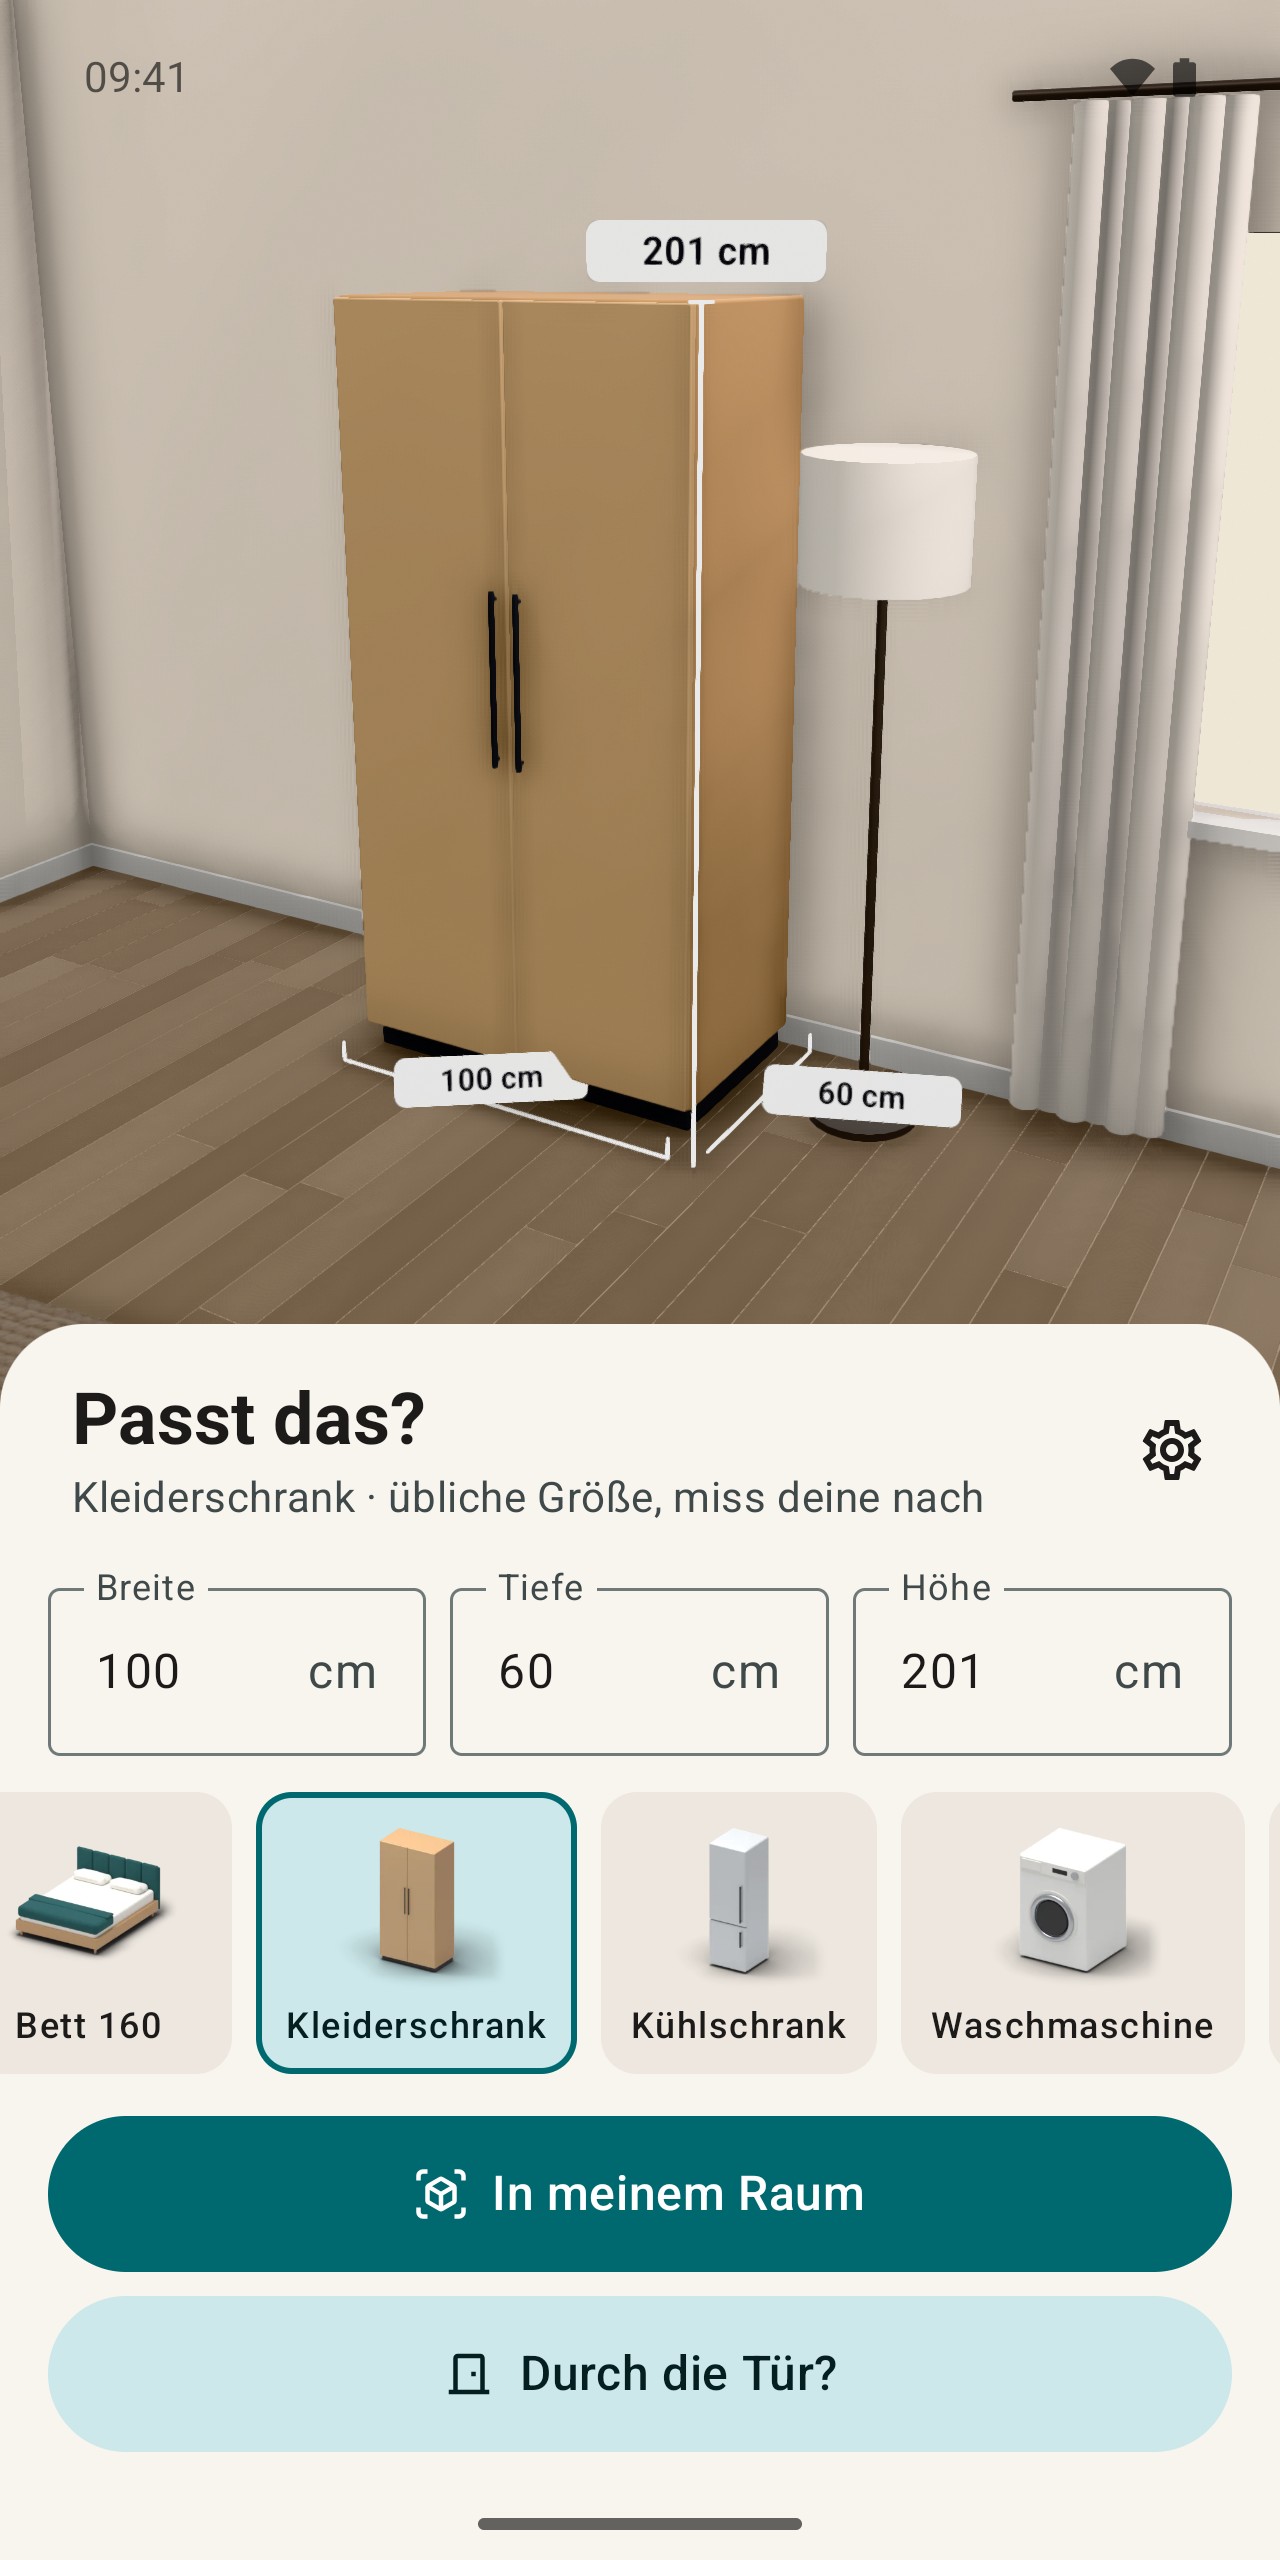 09:41
201 cm
100 cm
60 cm
Passt das?
Kleiderschrank · übliche Größe, miss deine nach
Breite Tiefe Höhe
100 cm 60 cm 201 cm
Bett 160 Kleiderschrank Kühlschrank Waschmaschine
In meinem Raum
Durch die Tür?